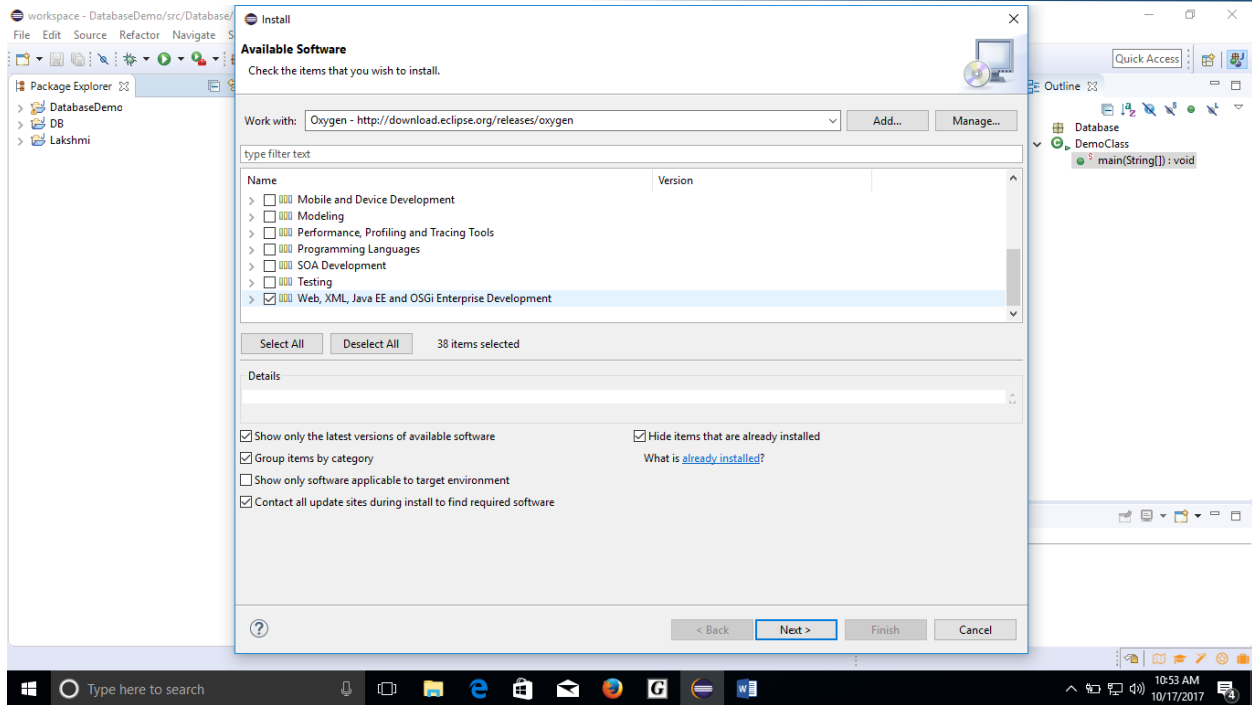 workspace - DatabaseDemo/src/Database/
File Edit Source Refactor Navigate S
Quick Access
Package Explorer
DatabaseDemo
DB
Lakshmi
Install
Available Software
Check the items that you wish to install.
Work with: Oxygen - http://download.eclipse.org/releases/oxygen Add... Manage...
type filter text
Name Version
Mobile and Device Development
Modeling
Performance, Profiling and Tracing Tools
Programming Languages
SOA Development
Testing
Web, XML, Java EE and OSGi Enterprise Development
Select All Deselect All 38 items selected
Details
Show only the latest versions of available software Hide items that are already installed
Group items by category What is already installed?
Show only software applicable to target environment
Contact all update sites during install to find required software
< Back Next > Finish Cancel
Outline
Database
DemoClass
main(String[]) : void
Type here to search
10:53 AM
10/17/2017
4